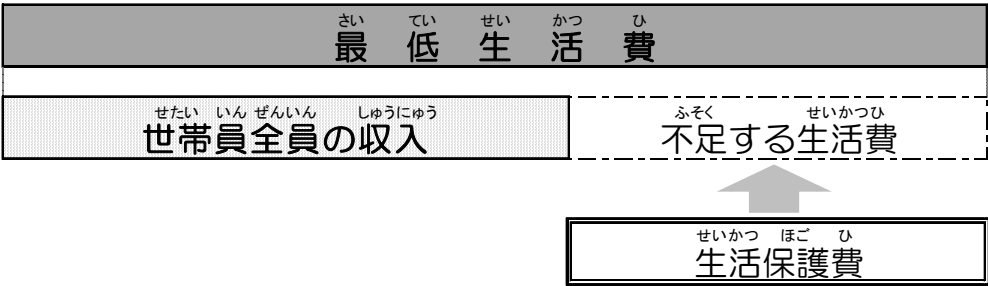 さい てい せい かつ ひ
最 低 生 活 費
せたい いん ぜんいん しゅうにゅう
世帯員全員の収入
ふそく せいかつひ
不足する生活費
せいかつ ほご ひ
生活保護費